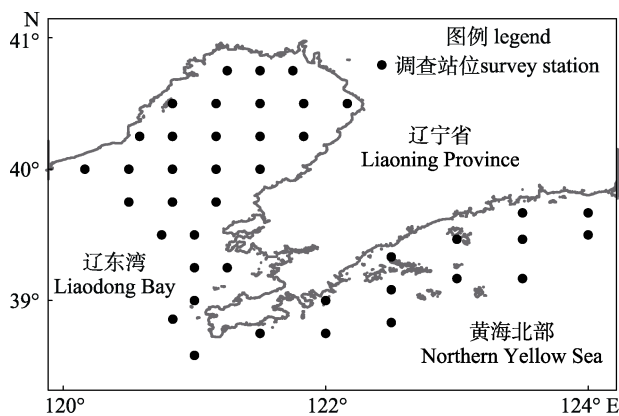 N
41°
图例 legend
调查站位survey station
辽宁省
Liaoning Province
40°
辽东湾
Liaodong Bay
39°
黄海北部
Northern Yellow Sea
120°
122°
124° E